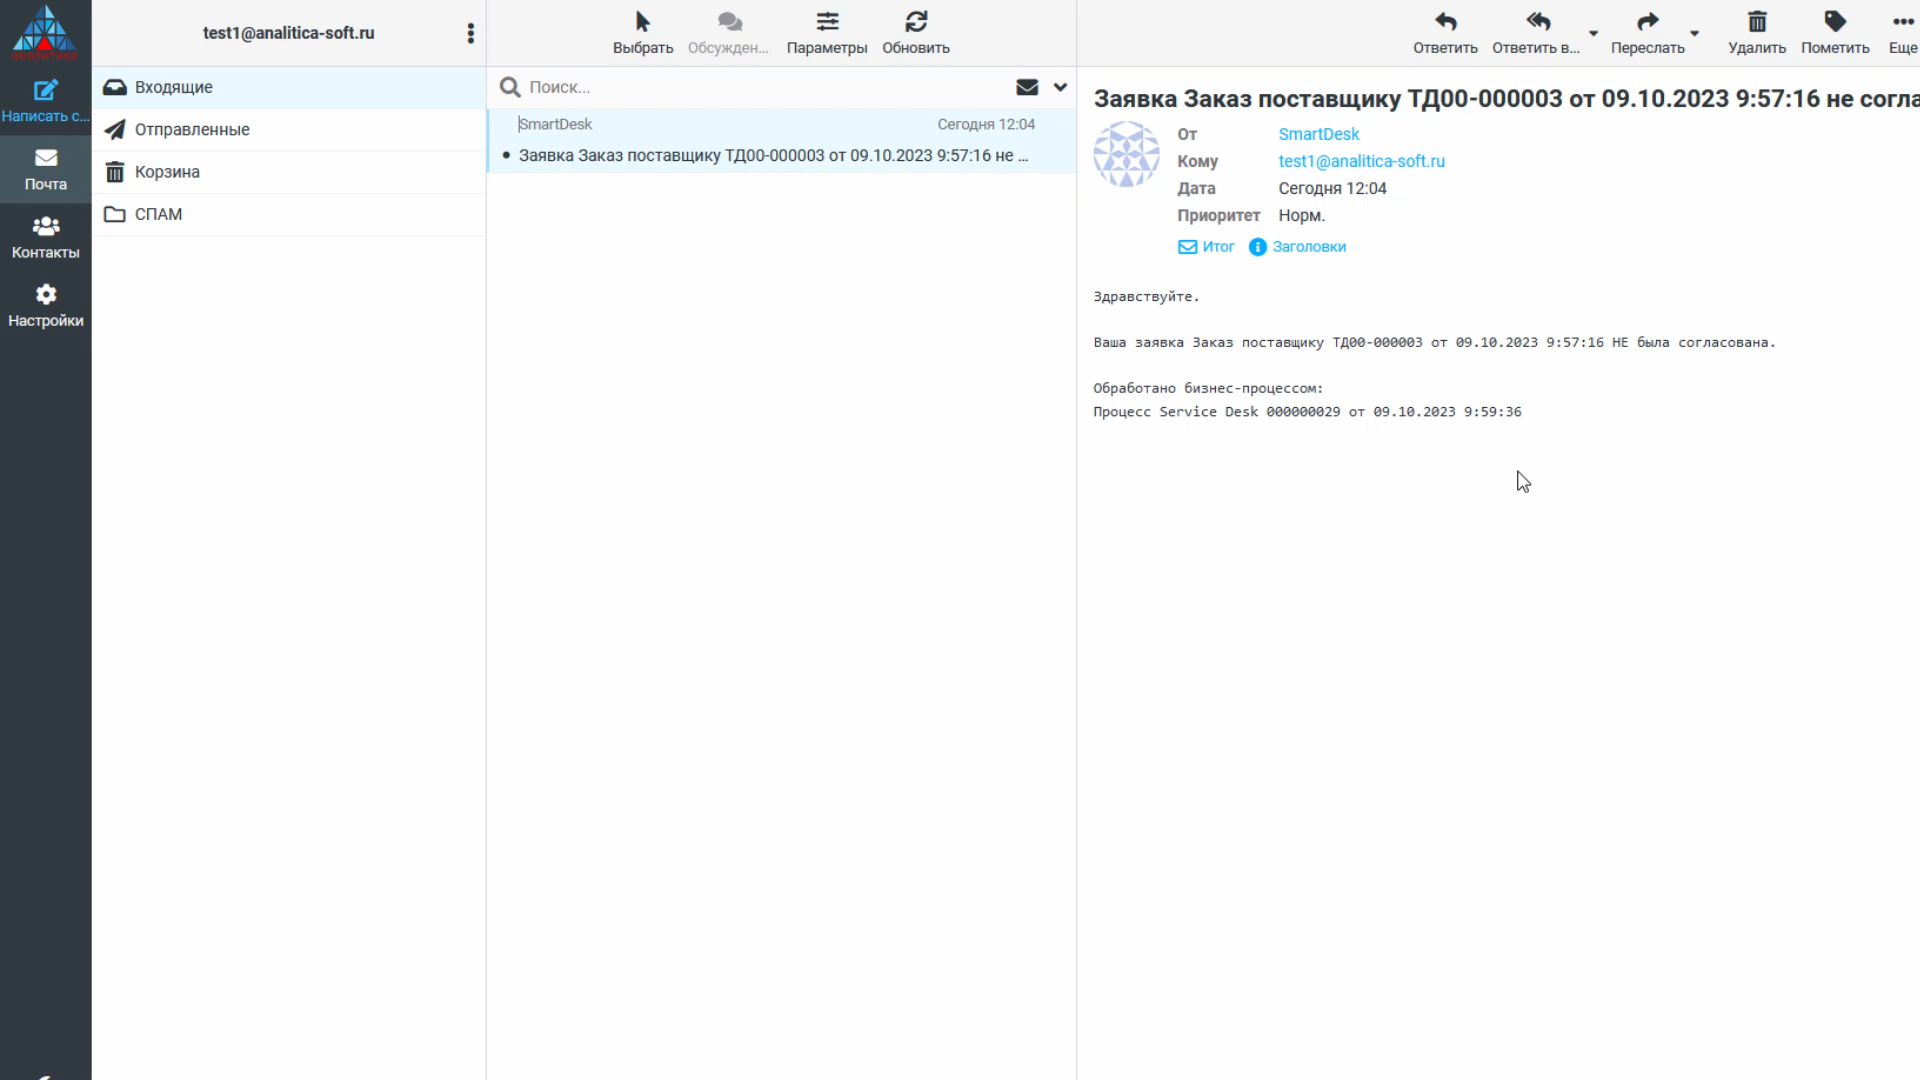 АНАЛИТИКА
test1@analitica-soft.ru
Выбрать
Обсужден...
Параметры
Обновить
Ответить
Ответить в...
Переслать
Удалить
Пометить
Еще
Написать с...
Почта
Контакты
Настройки
Входящие
Отправленные
Корзина
СПАМ
Поиск...
SmartDesk
Сегодня 12:04
Заявка Заказ поставщику ТД00-000003 от 09.10.2023 9:57:16 не ...
Заявка Заказ поставщику ТД00-000003 от 09.10.2023 9:57:16 не согла
От SmartDesk
Кому test1@analitica-soft.ru
Дата Сегодня 12:04
Приоритет Норм.
Итог Заголовки
Здравствуйте.
Ваша заявка Заказ поставщику ТД00-000003 от 09.10.2023 9:57:16 НЕ была согласована.
Обработано бизнес-процессом:
Процесс Service Desk 000000029 от 09.10.2023 9:59:36